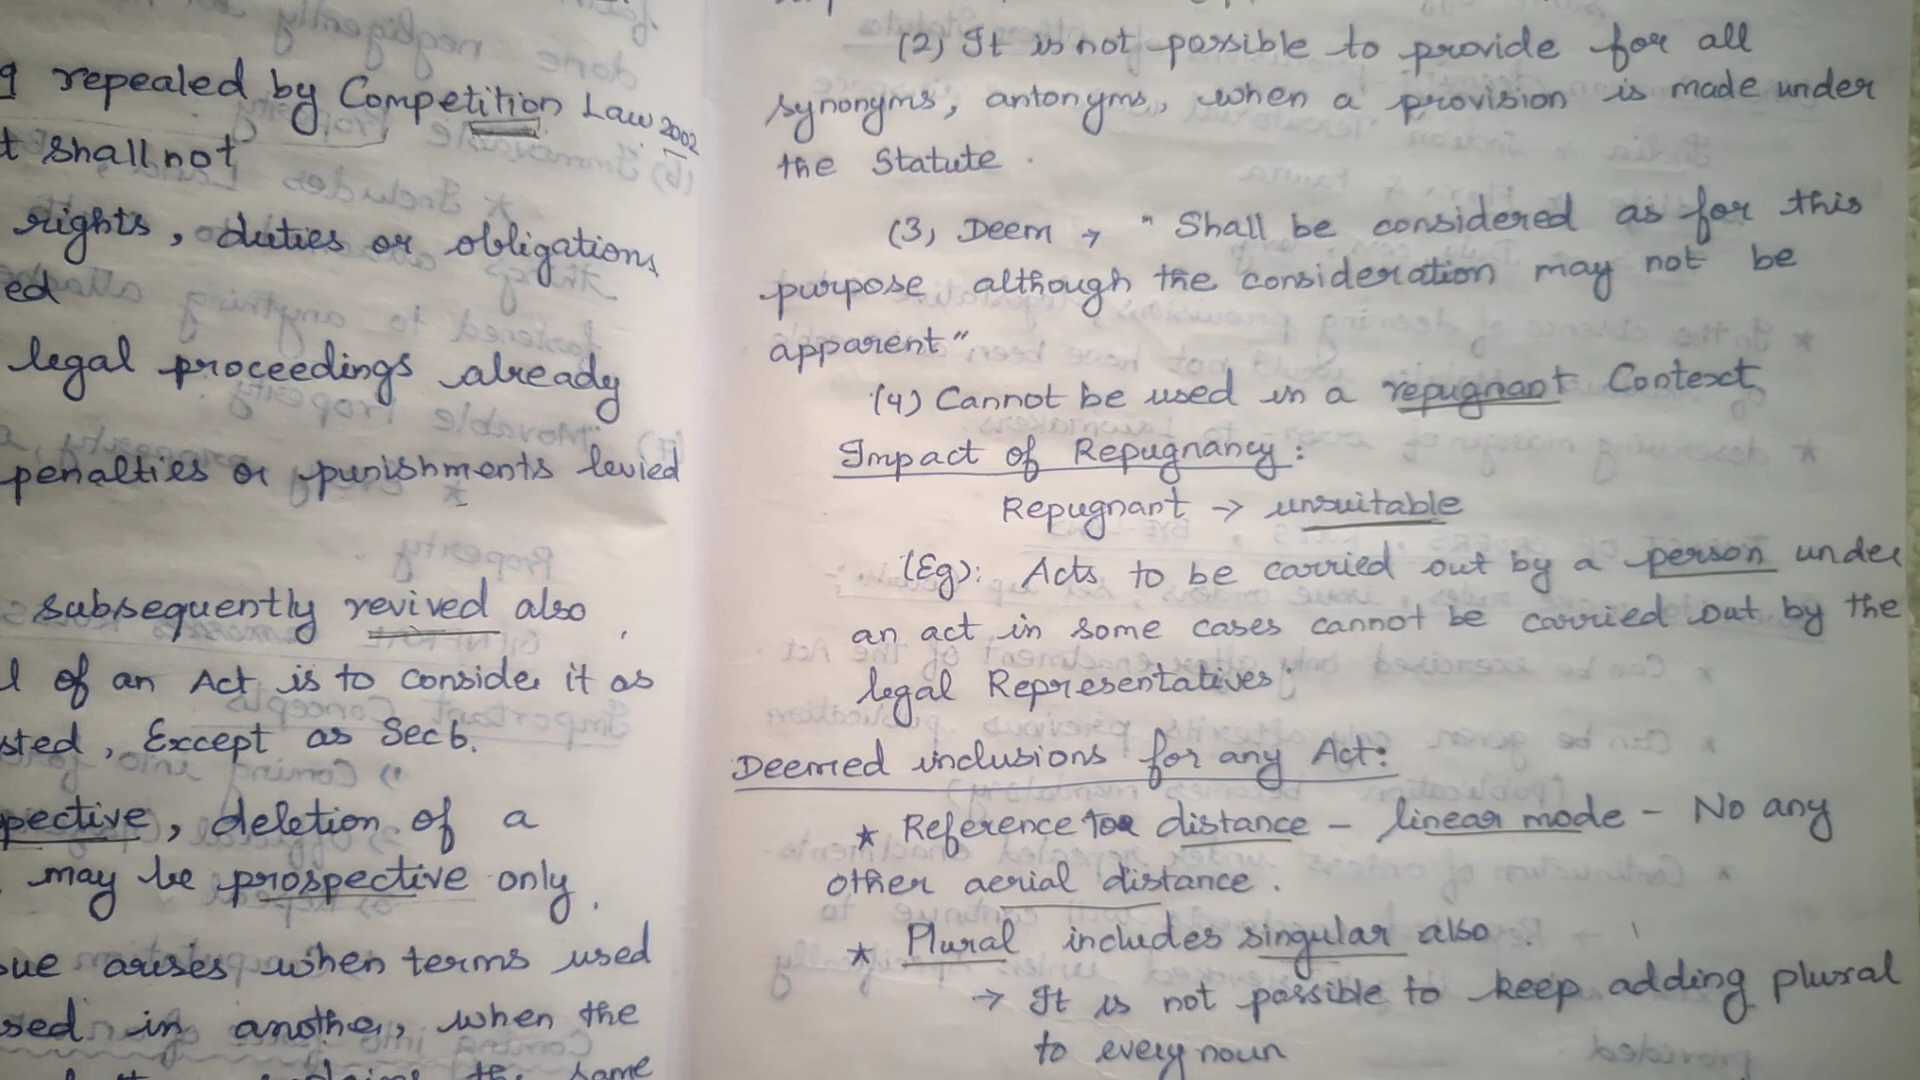 9 repealed by Competition Law 2002
t shall not
rights, duties or obligations
ed
legal proceedings already
penalties or punishments levied
subsequently revived also,
l of an Act is to consider it as
sted, Except as Sec 6.
pective, deletion of a
may be prospective only.
sue arises when terms used
sed in another, when the
the same
(2) It is not possible to provide for all
synonyms, antonyms, when a provision is made under
the Statute.
(3) Deem → "Shall be considered as for this
purpose although the consideration may not be
apparent"
(4) Cannot be used in a repugnant Context
Impact of Repugnancy:
Repugnant → unsuitable
(Eg): Acts to be carried out by a person under
an act in some cases cannot be carried out by the
legal Representatives;
Deemed inclusions for any Act:
* Reference to distance - linear mode - No any
other aerial distance.
* Plural includes singular also.
→ It is not possible to keep adding plural
to every noun